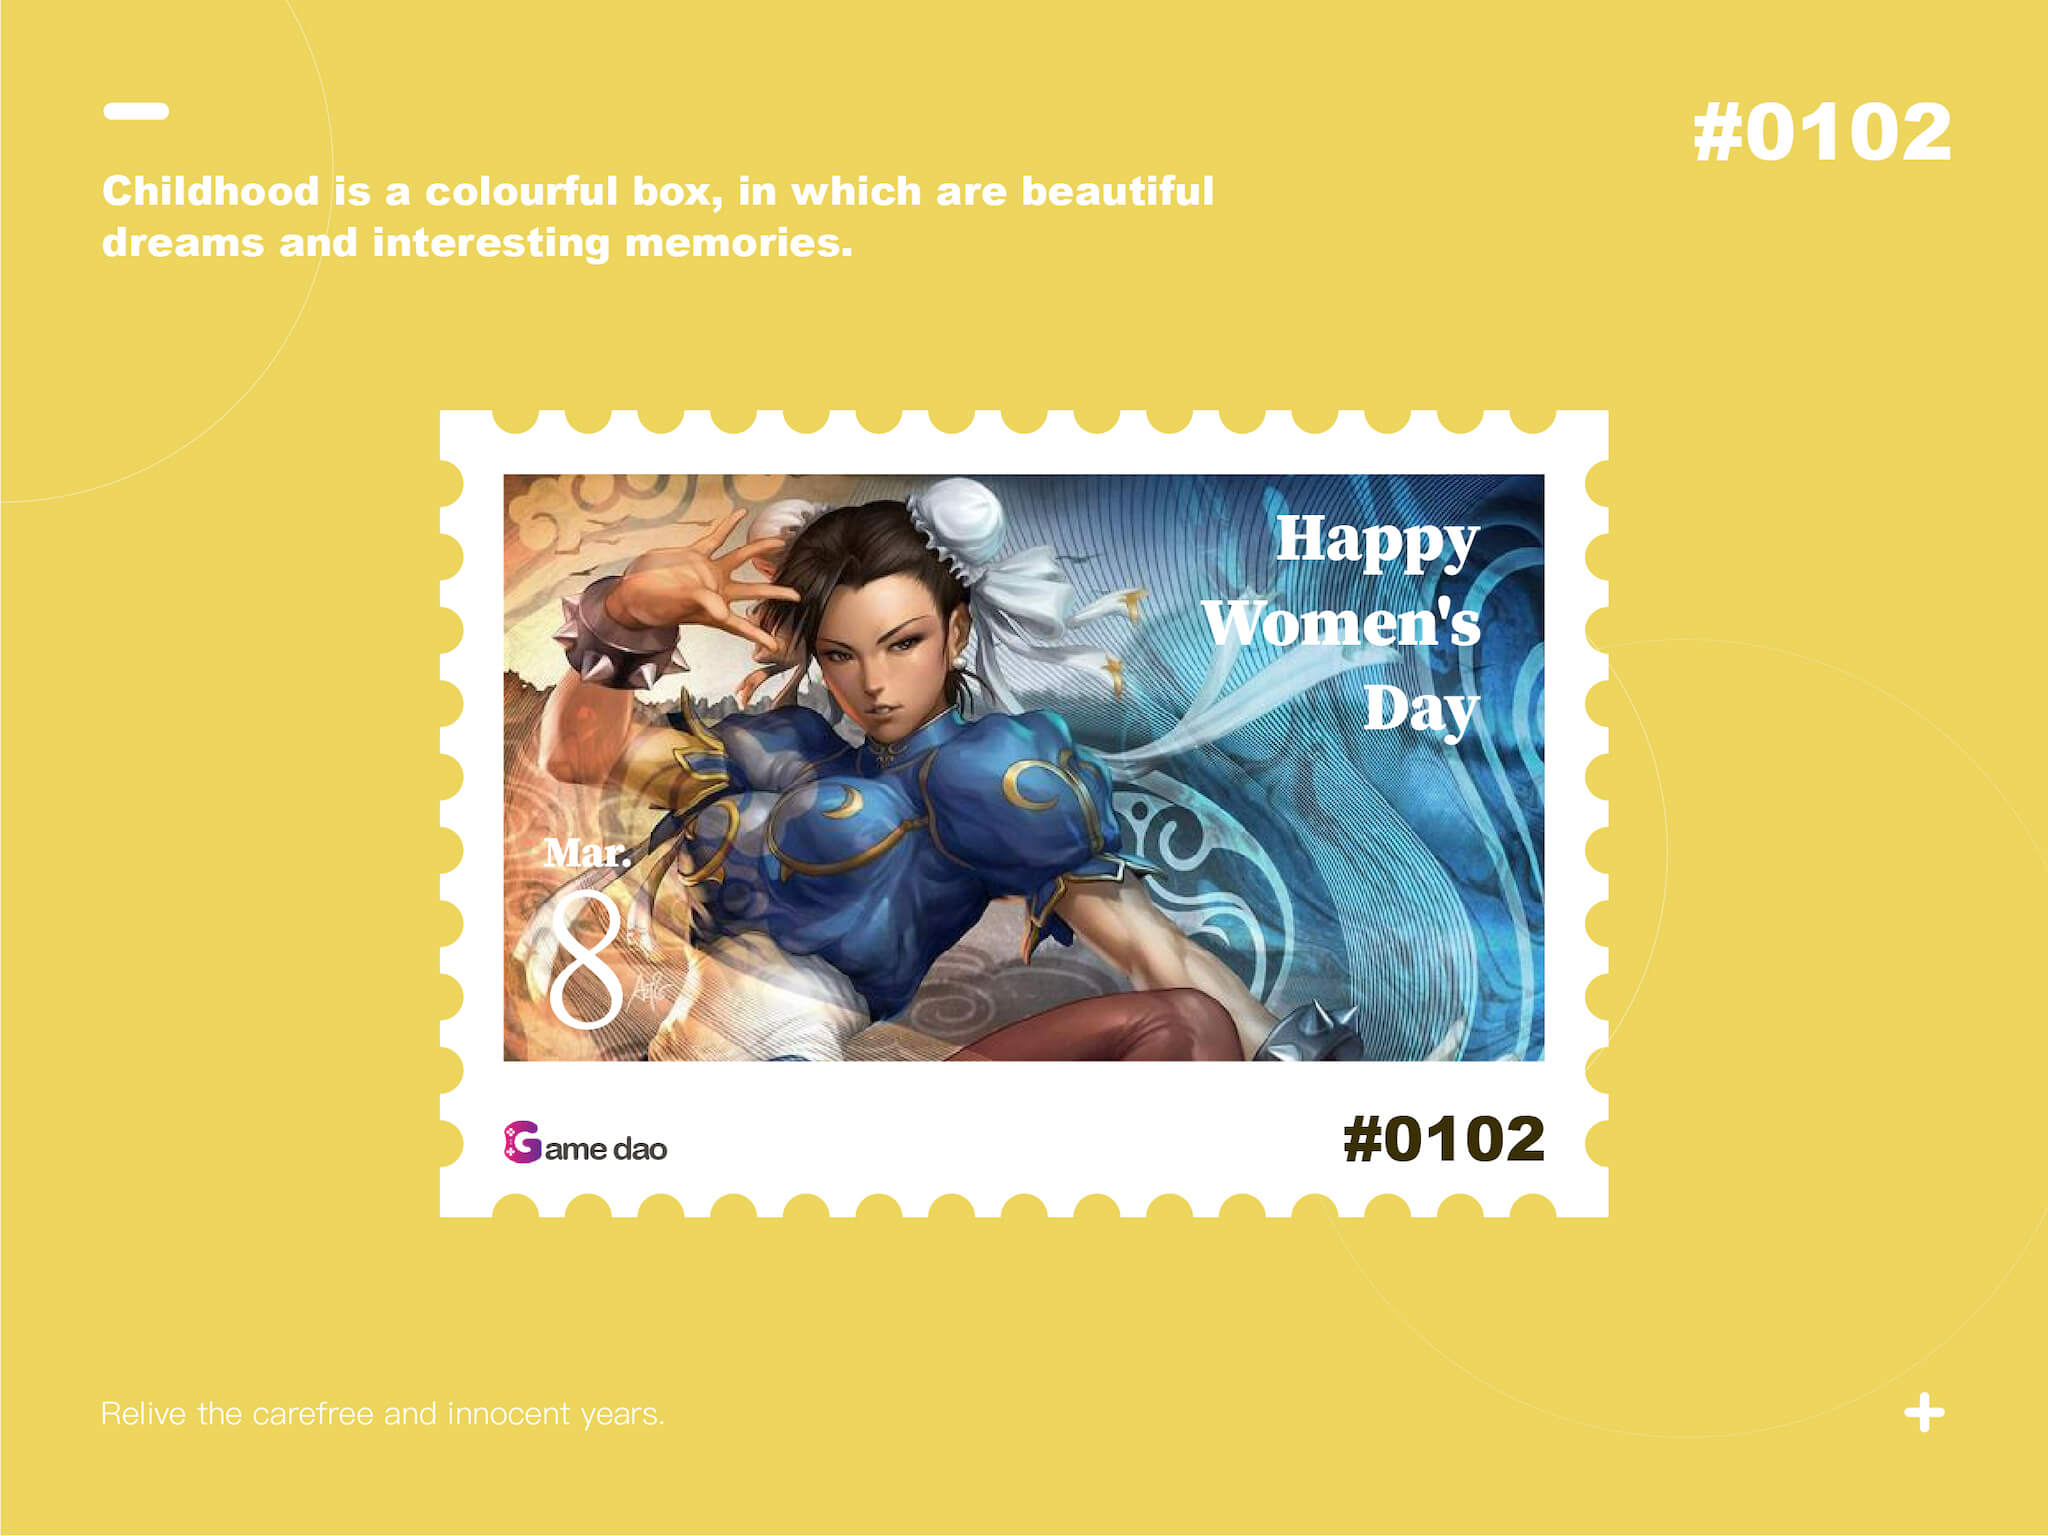 #0102
Childhood is a colourful box, in which are beautiful
dreams and interesting memories.
Happy
Women's
Day
Mar.
8
Game dao
#0102
Relive the carefree and innocent years.